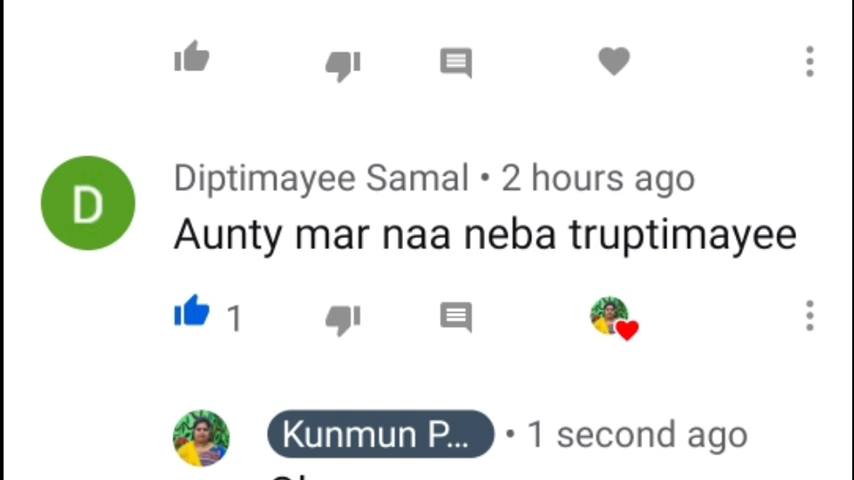 Diptimayee Samal • 2 hours ago
D
Aunty mar naa neba truptimayee
1
Kunmun P... • 1 second ago